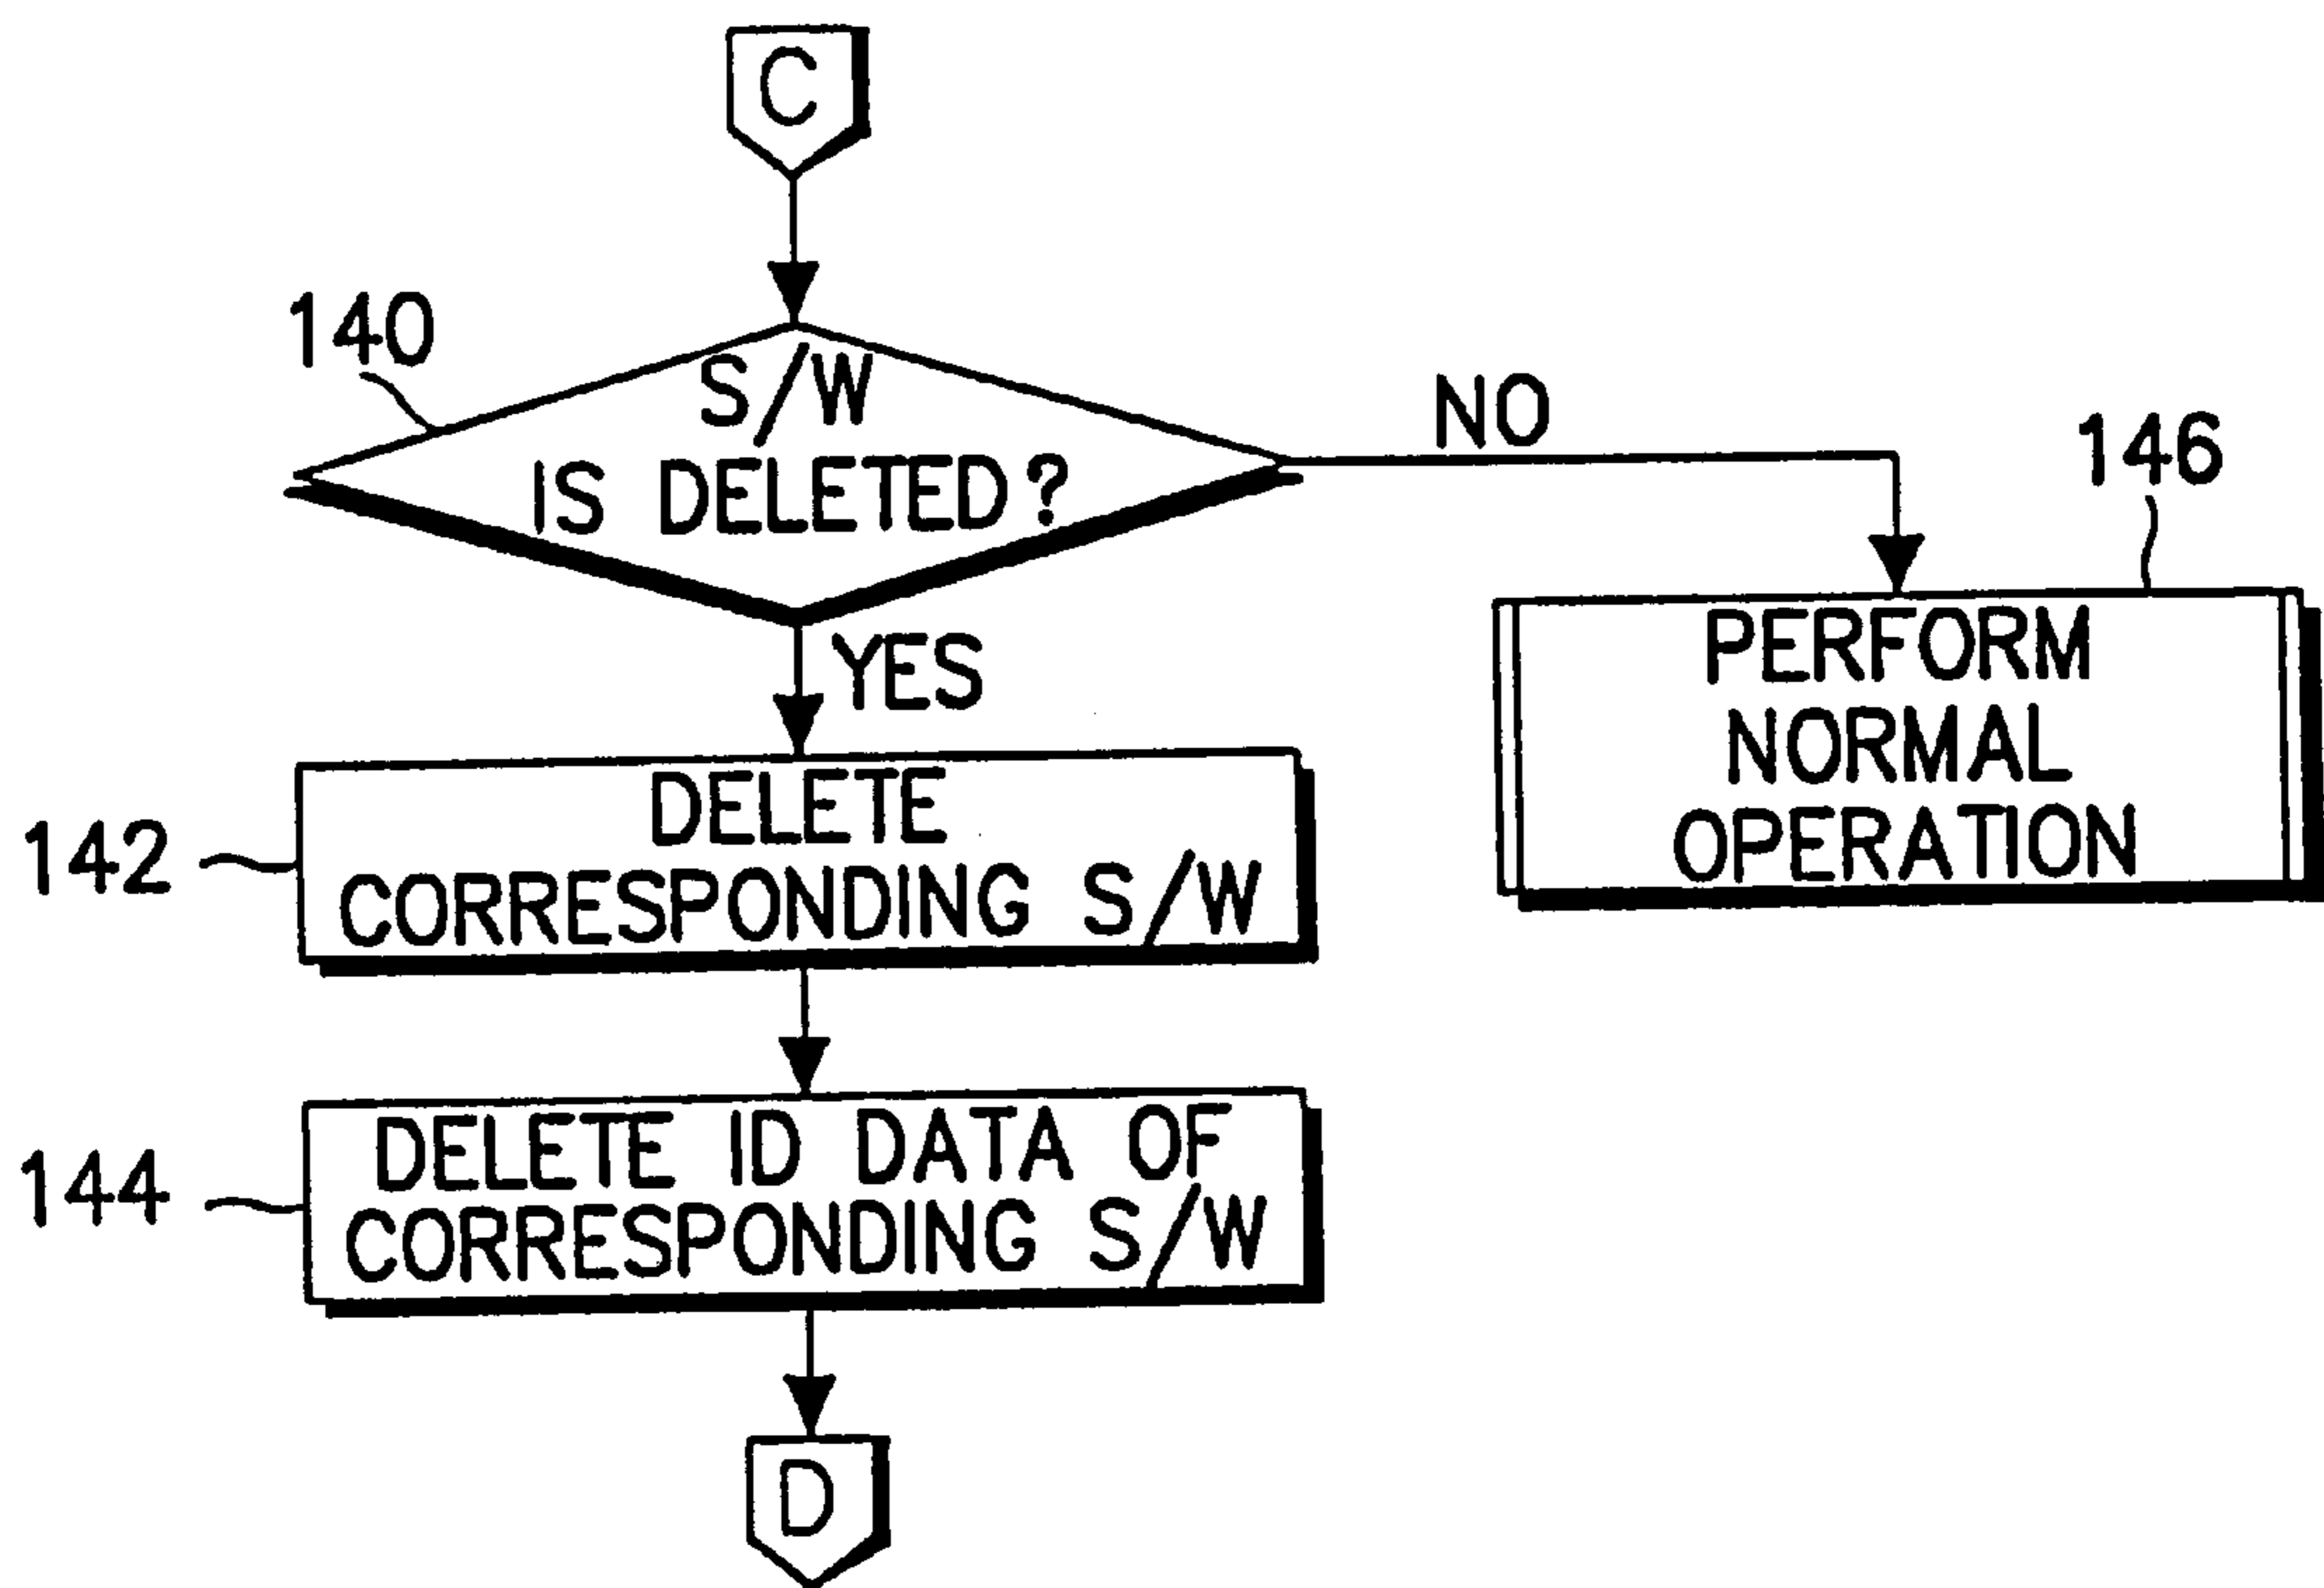 C
140
S/W
IS DELETED?
NO
146
YES
PERFORM
NORMAL
OPERATION
142
DELETE
CORRESPONDING S/W
144
DELETE ID DATA OF
CORRESPONDING S/W
D